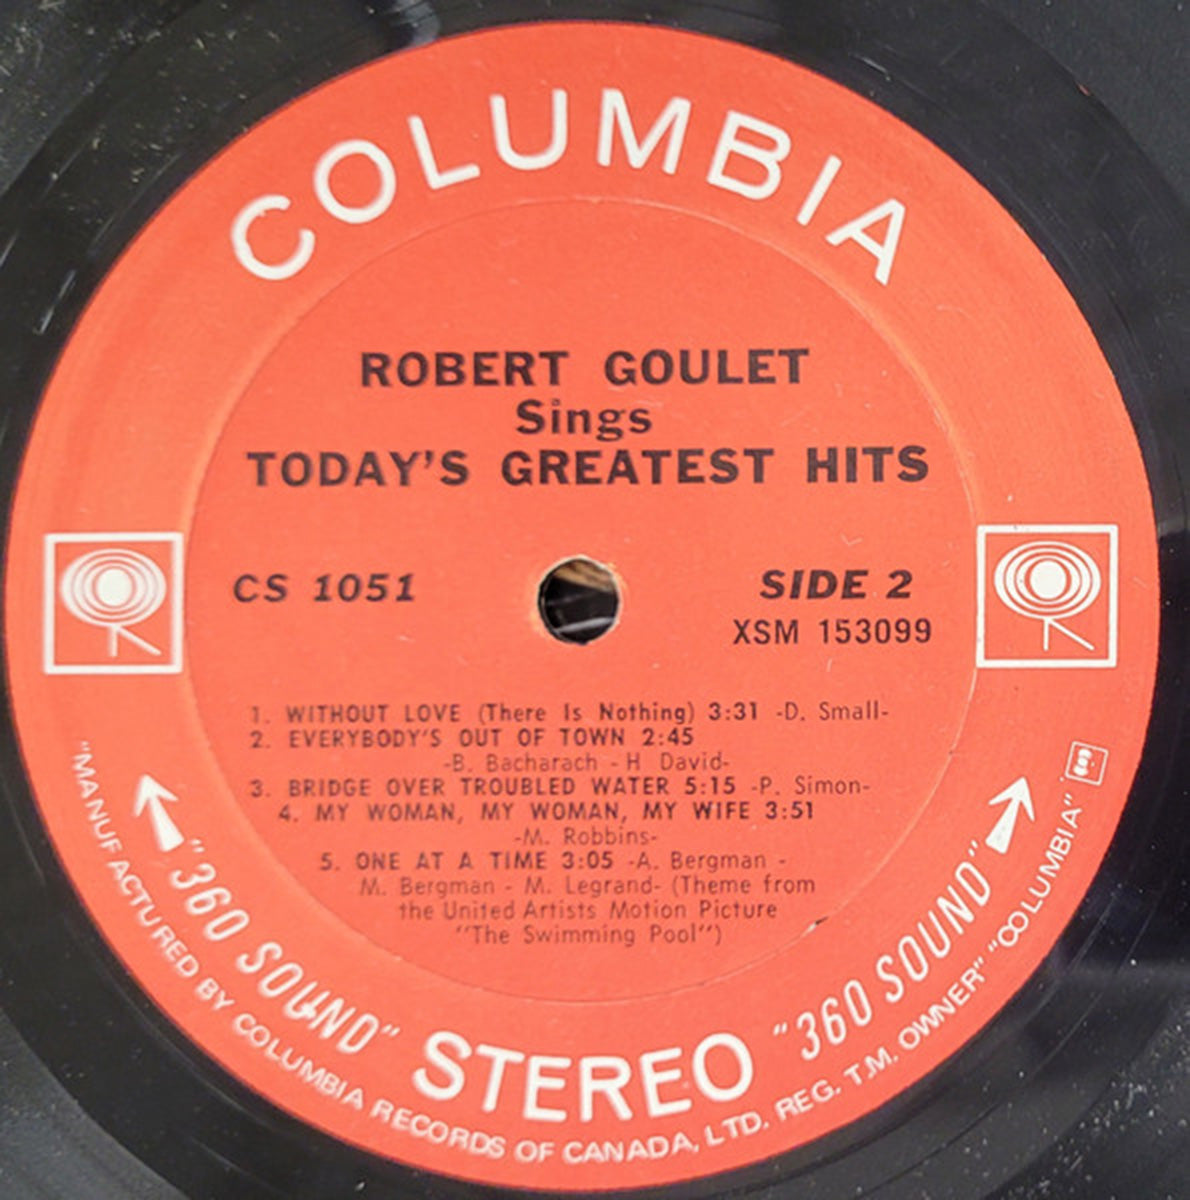 COLUMBIA
ROBERT GOULET
Sings
TODAY'S GREATEST HITS
CS 1051
SIDE 2
XSM 153099
1. WITHOUT LOVE (There Is Nothing) 3:31 -D. Small-
2. EVERYBODY'S OUT OF TOWN 2:45
-B. Bacharach - H David-
3. BRIDGE OVER TROUBLED WATER 5:15 -P. Simon-
4. MY WOMAN, MY WOMAN, MY WIFE 3:51
-M. Robbins-
5. ONE AT A TIME 3:05 -A. Bergman -
M. Bergman - M. Legrand- (Theme from
the United Artists Motion Picture
"The Swimming Pool")
"360 SOUND" STEREO "360 SOUND"
"MANUFACTURED BY COLUMBIA RECORDS OF CANADA, LTD. REG. T.M. OWNER" "COLUMBIA"